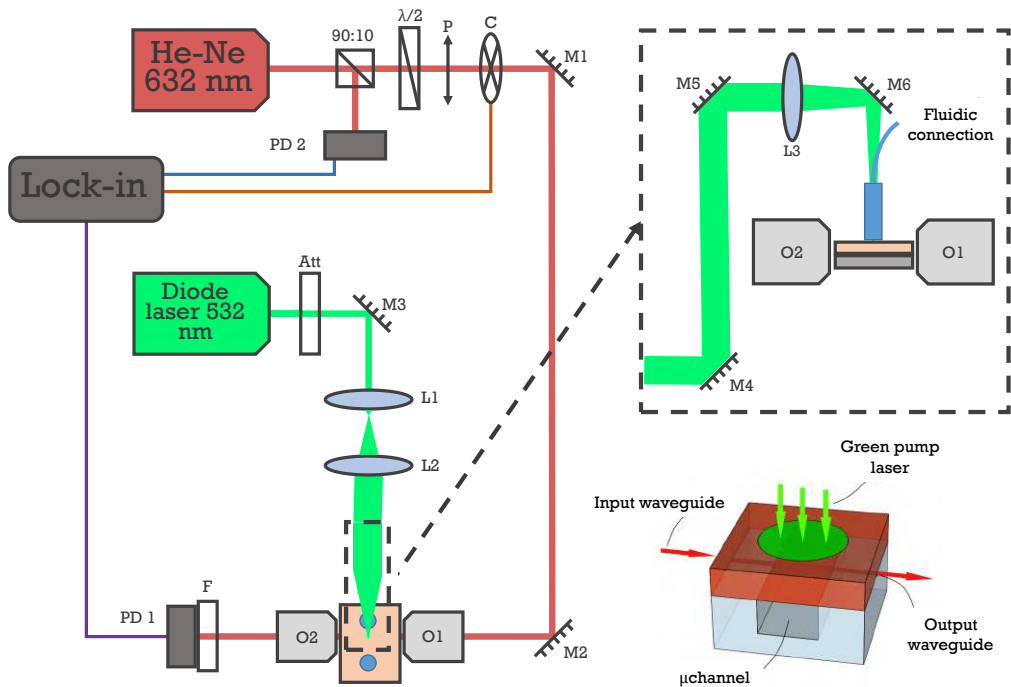 He-Ne
632 nm
90:10
λ/2
P
C
M1
PD 2
Lock-in
Att
M3
Diode
laser 532
nm
L1
L2
F
PD 1
O2
O1
M2
M5
M6
L3
Fluidic
connection
O2
O1
M4
Green pump
laser
Input waveguide
Output
waveguide
μchannel